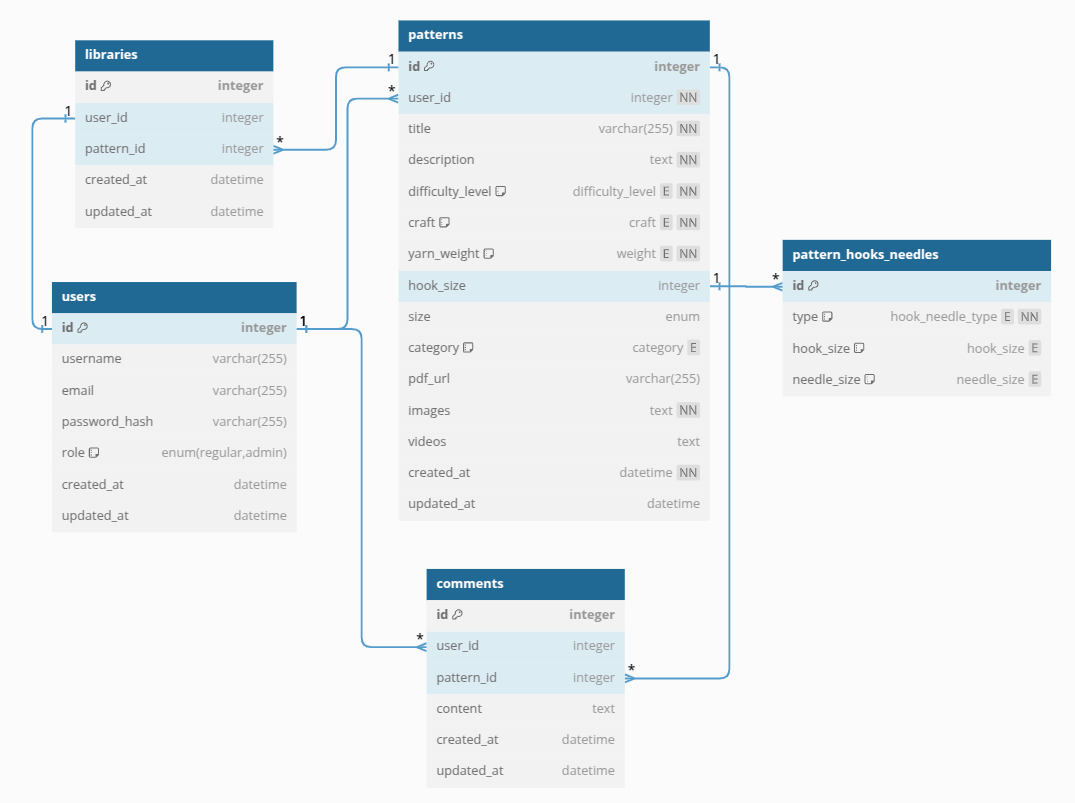 libraries
id integer
user_id integer
pattern_id integer
created_at datetime
updated_at datetime
1
*
users
id integer
username varchar(255)
email varchar(255)
password_hash varchar(255)
role enum(regular,admin)
created_at datetime
updated_at datetime
1
1
patterns
1 id integer 1
* user_id integer NN
title varchar(255) NN
description text NN
difficulty_level difficulty_level E NN
craft craft E NN
yarn_weight weight E NN
hook_size integer 1
size enum
category category E
pdf_url varchar(255)
images text NN
videos text
created_at datetime NN
updated_at datetime
pattern_hooks_needles
* id integer
type hook_needle_type E NN
hook_size hook_size E
needle_size needle_size E
comments
id integer
* user_id integer
pattern_id integer *
content text
created_at datetime
updated_at datetime